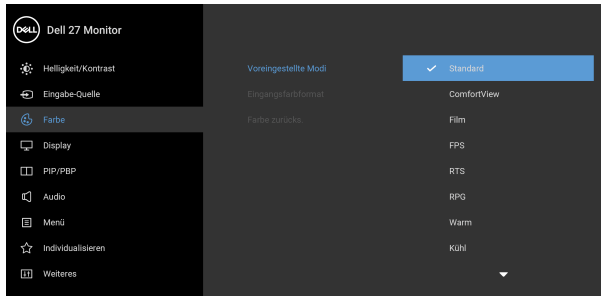 DELL Dell 27 Monitor
Helligkeit/Kontrast Voreingestellte Modi Standard
Eingabe-Quelle Eingangsfarbformat ComfortView
Farbe Farbe zurücks. Film
Display FPS
PIP/PBP RTS
Audio RPG
Menü Warm
Individualisieren Kühl
Weiteres